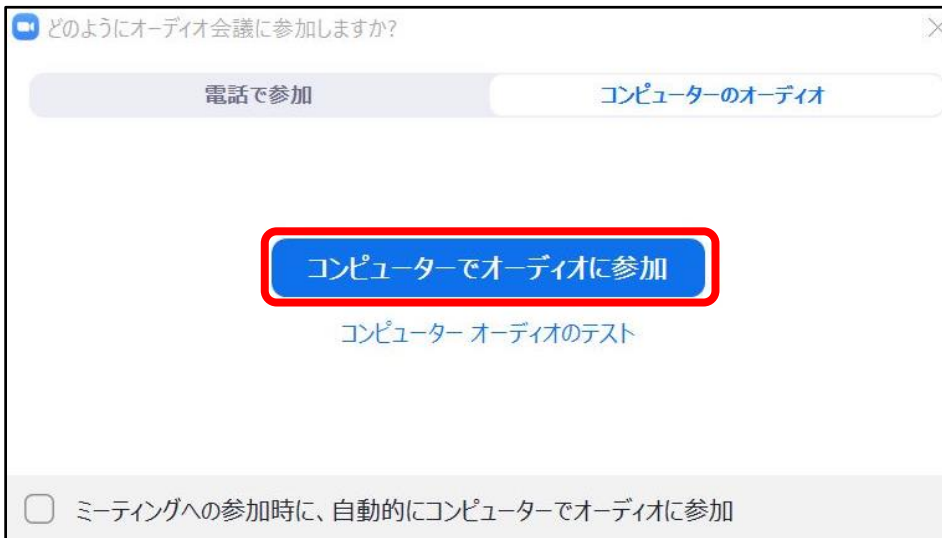 どのようにオーディオ会議に参加しますか?
電話で参加
コンピューターのオーディオ
コンピューターでオーディオに参加
コンピューター オーディオのテスト
ミーティングへの参加時に、自動的にコンピューターでオーディオに参加